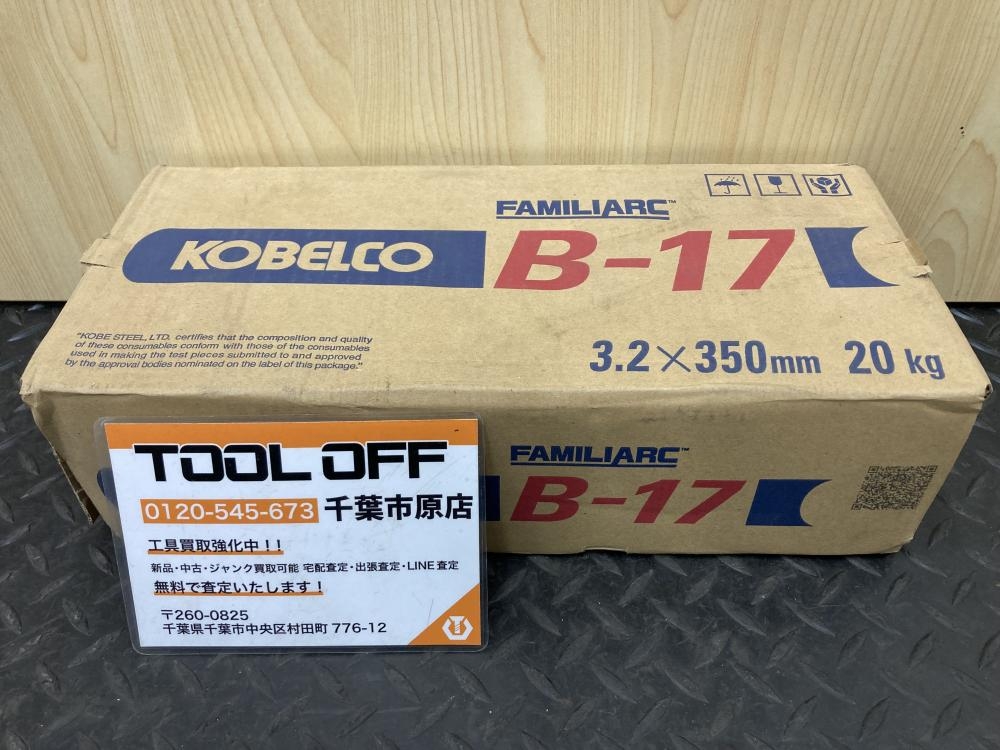 FAMILIARC™
KOBELCO B-17
"KOBE STEEL, LTD. certifies that the composition and quality
of these consumables conform with those of the consumables
used in making the test pieces submitted to and approved
by the approval bodies nominated on the label of this package."
3.2×350mm 20 kg
FAMILIARC™
B-17
TOOL OFF
0120-545-673 千葉市原店
工具買取強化中!!
新品・中古・ジャンク買取可能 宅配査定・出張査定・LINE査定
無料で査定いたします!
〒260-0825
千葉県千葉市中央区村田町 776-12